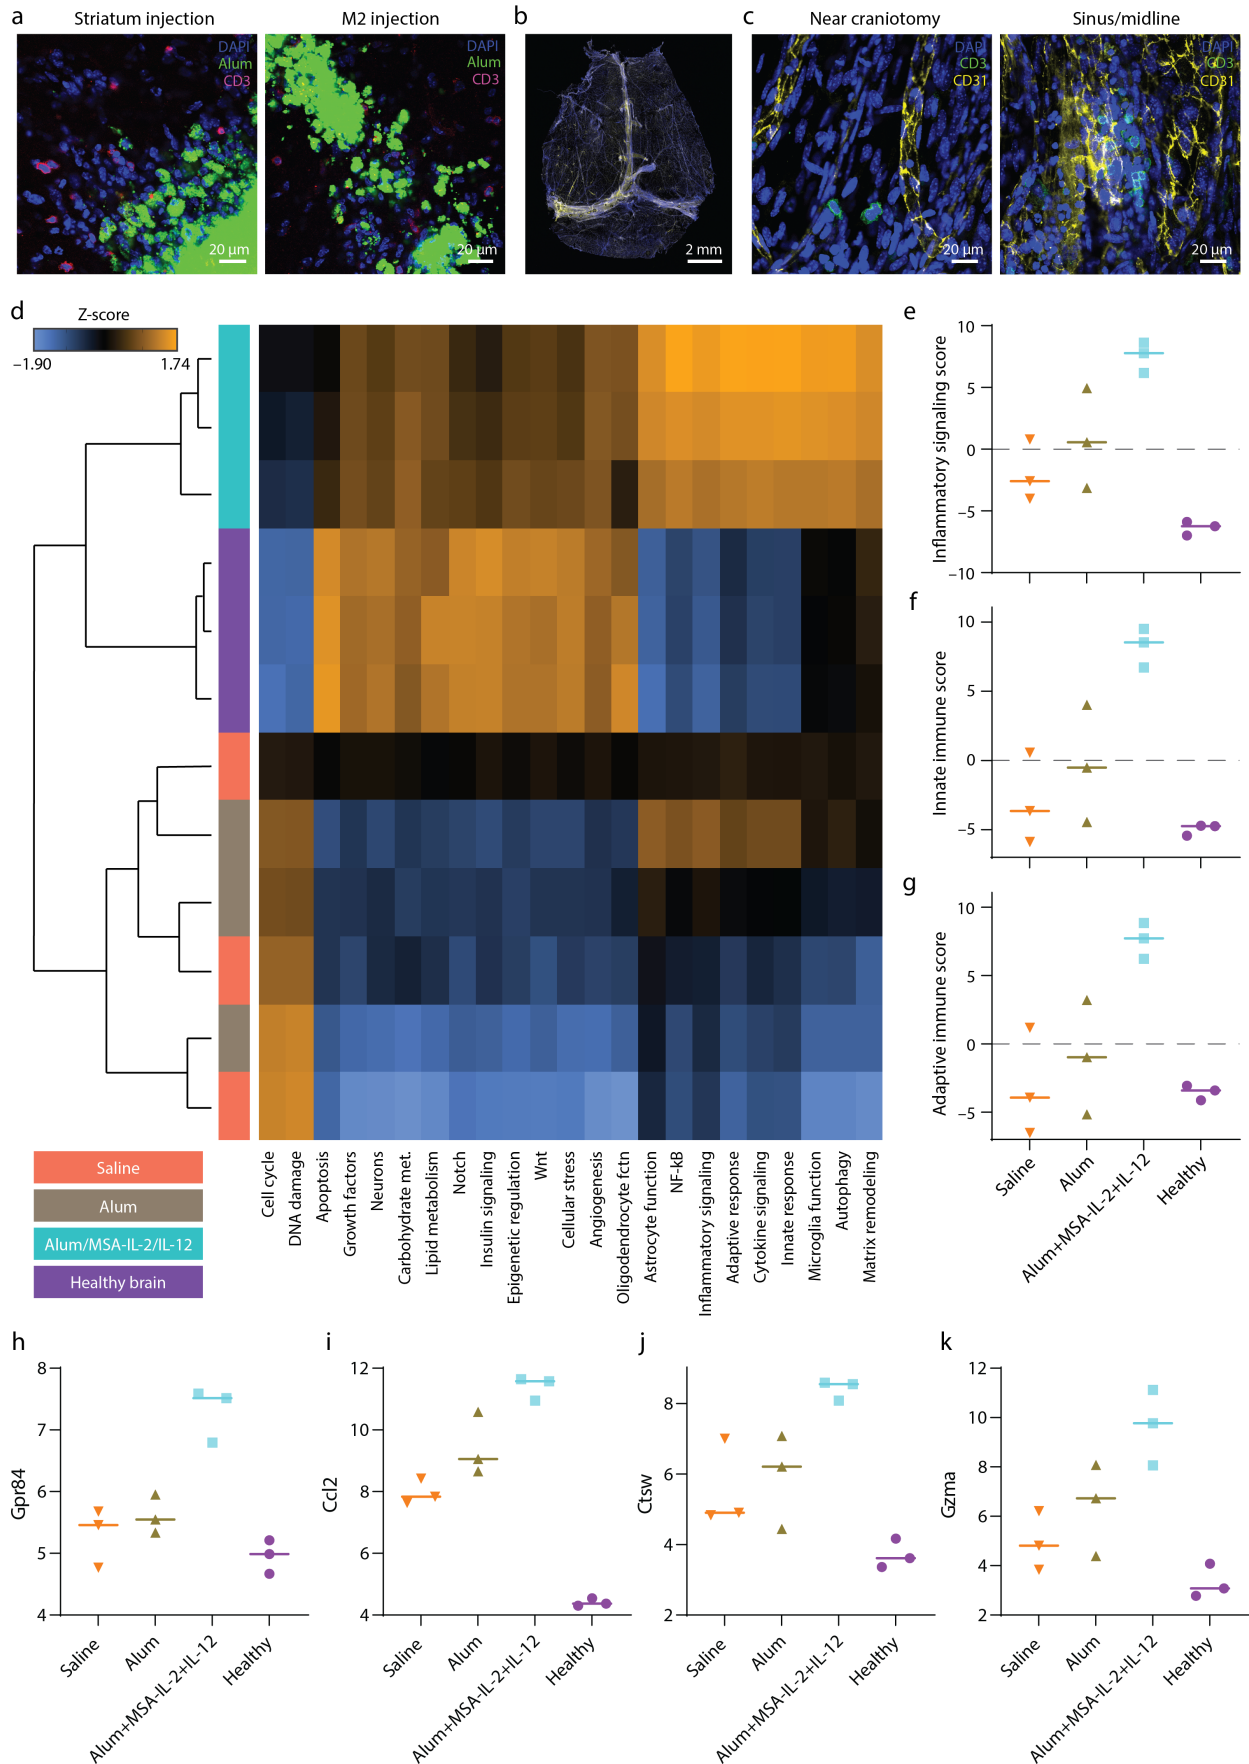 a
Striatum injection
M2 injection
b
c
Near craniotomy
Sinus/midline
DAPI
Alum
CD3
20 µm
DAPI
Alum
CD3
20 µm
2 mm
DAPI
CD3
CD31
20 µm
DAPI
CD3
CD31
20 µm
d
Z-score
−1.90
1.74
Cell cycle
DNA damage
Apoptosis
Growth factors
Neurons
Carbohydrate met.
Lipid metabolism
Notch
Insulin signaling
Epigenetic regulation
Wnt
Cellular stress
Angiogenesis
Oligodendrocyte fctn
Astrocyte function
NF-kB
Inflammatory signaling
Adaptive response
Cytokine signaling
Innate response
Microglia function
Autophagy
Matrix remodeling
Saline
Alum
Alum/MSA-IL-2/IL-12
Healthy brain
e
Inflammatory signaling score
10
5
0
−5
−10
f
Innate immune score
10
5
0
−5
g
Adaptive immune score
10
5
0
−5
Saline
Alum
Alum+MSA-IL-2+IL-12
Healthy
h
Gpr84
8
7
6
5
4
Saline
Alum
Alum+MSA-IL-2+IL-12
Healthy
i
Ccl2
12
10
8
6
4
Saline
Alum
Alum+MSA-IL-2+IL-12
Healthy
j
Ctsw
8
6
4
2
Saline
Alum
Alum+MSA-IL-2+IL-12
Healthy
k
Gzma
12
10
8
6
4
2
Saline
Alum
Alum+MSA-IL-2+IL-12
Healthy